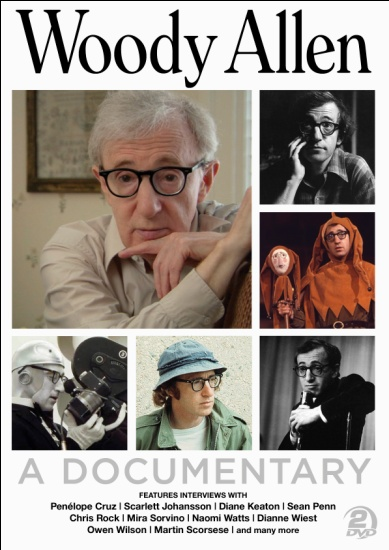 Woody Allen
A DOCUMENTARY
FEATURES INTERVIEWS WITH
Penélope Cruz | Scarlett Johansson | Diane Keaton | Sean Penn
Chris Rock | Mira Sorvino | Naomi Watts | Dianne Wiest
Owen Wilson | Martin Scorsese | and many more
2
DVD